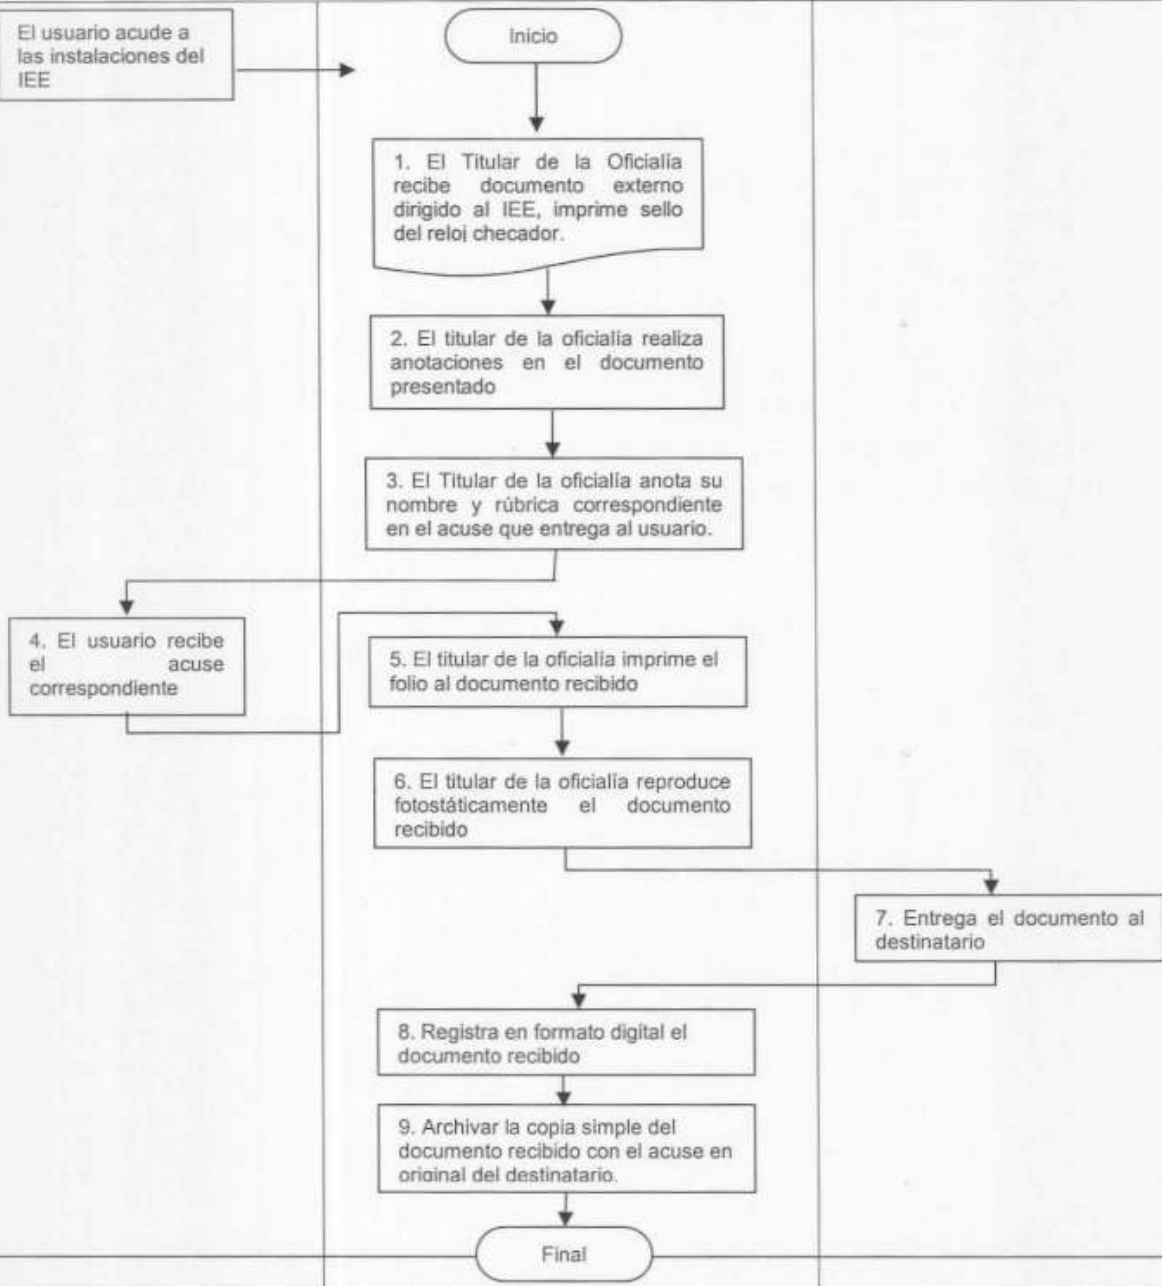 El usuario acude a
las instalaciones del
IEE
Inicio
1. El Titular de la Oficialía
recibe documento externo
dirigido al IEE, imprime sello
del reloj checador.
2. El titular de la oficialía realiza
anotaciones en el documento
presentado
3. El Titular de la oficialía anota su
nombre y rúbrica correspondiente
en el acuse que entrega al usuario.
4. El usuario recibe
el acuse
correspondiente
5. El titular de la oficialía imprime el
folio al documento recibido
6. El titular de la oficialía reproduce
fotostáticamente el documento
recibido
7. Entrega el documento al
destinatario
8. Registra en formato digital el
documento recibido
9. Archivar la copia simple del
documento recibido con el acuse en
original del destinatario.
Final